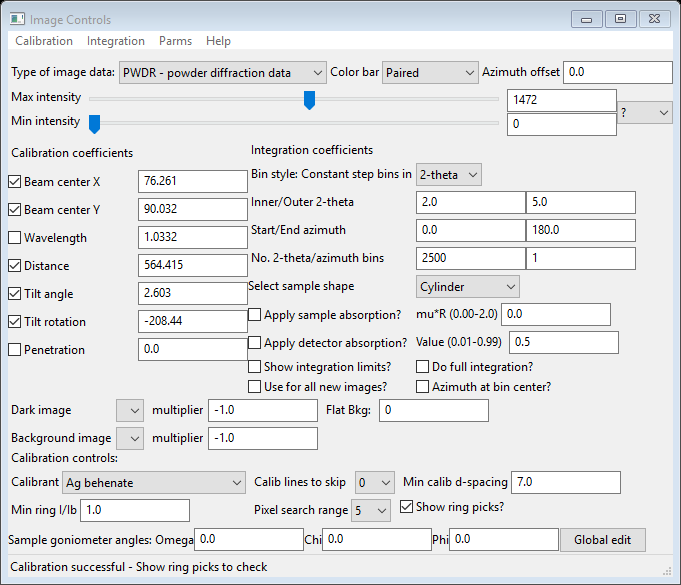 Image Controls
Calibration Integration Parms Help
Type of image data: PWDR - powder diffraction data Color bar Paired Azimuth offset 0.0
Max intensity 1472
?
Min intensity 0
Calibration coefficients
Integration coefficients
Bin style: Constant step bins in 2-theta
Beam center X 76.261
Inner/Outer 2-theta 2.0 5.0
Beam center Y 90.032
Start/End azimuth 0.0 180.0
Wavelength 1.0332
No. 2-theta/azimuth bins 2500 1
Distance 564.415
Select sample shape Cylinder
Tilt angle 2.603
Apply sample absorption? mu*R (0.00-2.0) 0.0
Tilt rotation -208.44
Apply detector absorption? Value (0.01-0.99) 0.5
Penetration 0.0
Show integration limits? Do full integration?
Use for all new images? Azimuth at bin center?
Dark image multiplier -1.0 Flat Bkg: 0
Background image multiplier -1.0
Calibration controls:
Calibrant Ag behenate Calib lines to skip 0 Min calib d-spacing 7.0
Min ring I/Ib 1.0 Pixel search range 5 Show ring picks?
Sample goniometer angles: Omega 0.0 Chi 0.0 Phi 0.0 Global edit
Calibration successful - Show ring picks to check